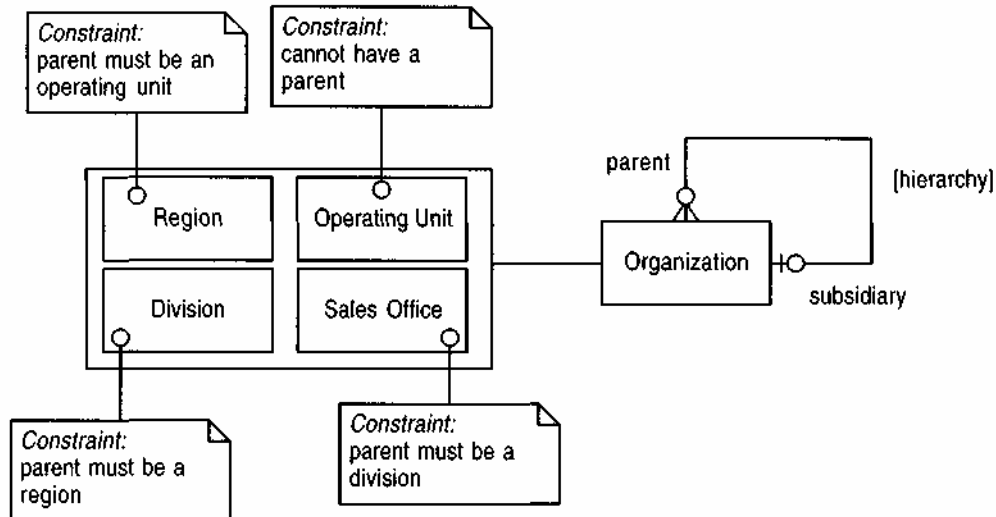 Constraint:
parent must be an
operating unit
Constraint:
cannot have a
parent
parent
[hierarchy]
Region
Operating Unit
Organization
subsidiary
Division
Sales Office
Constraint:
parent must be a
region
Constraint:
parent must be a
division